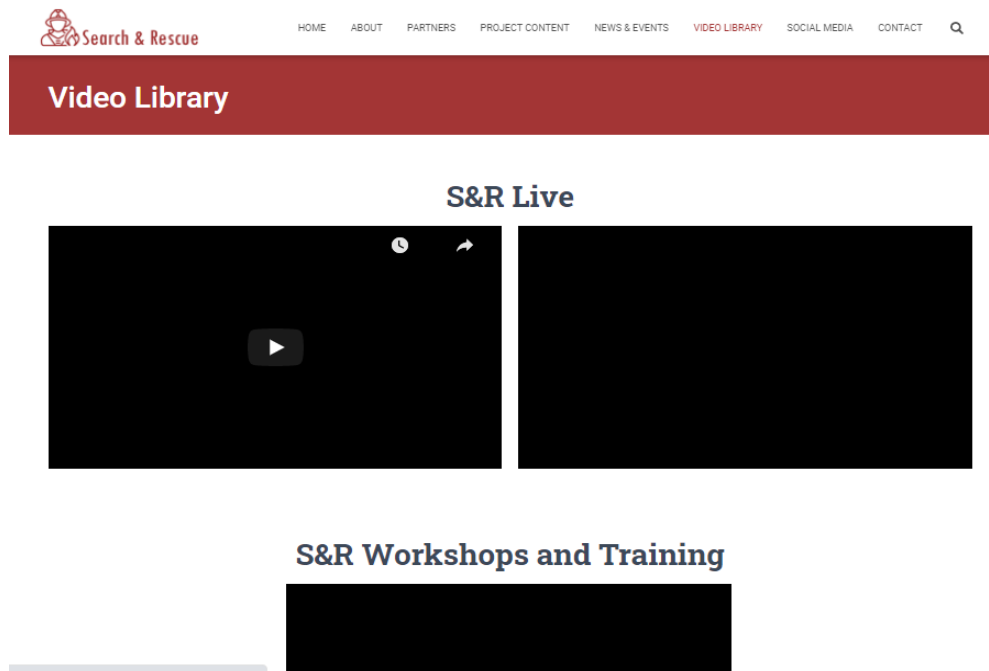 Search & Rescue
HOME ABOUT PARTNERS PROJECT CONTENT NEWS & EVENTS VIDEO LIBRARY SOCIAL MEDIA CONTACT
Video Library
S&R Live
S&R Workshops and Training